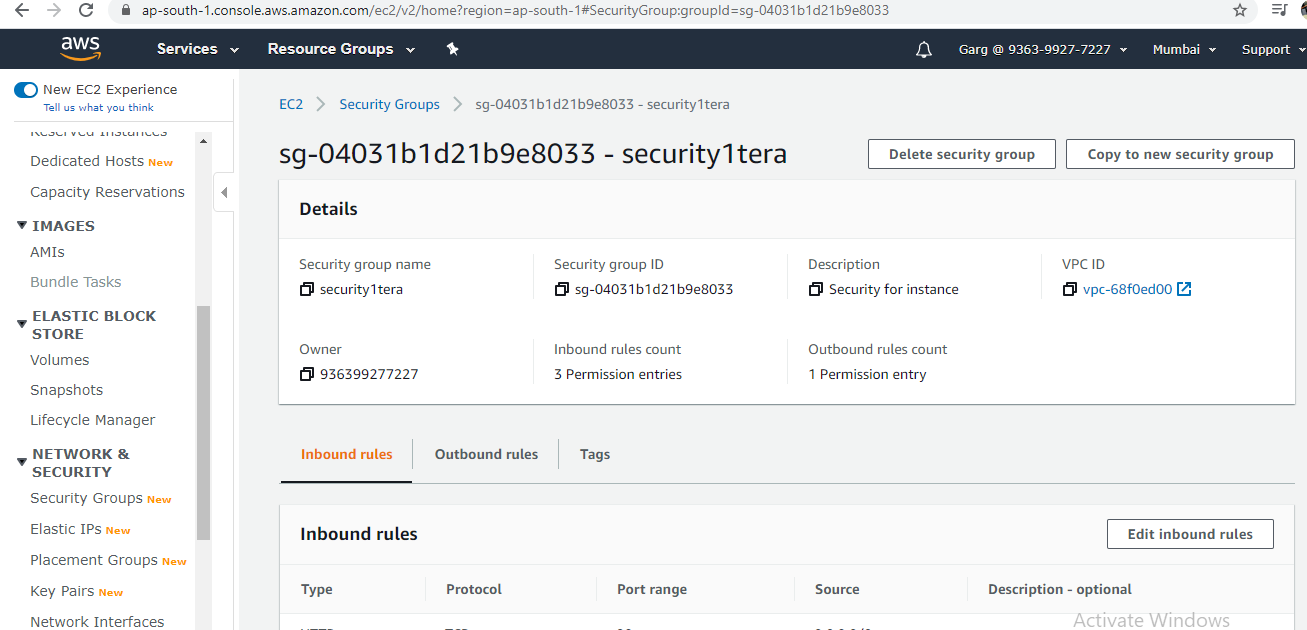 ap-south-1.console.aws.amazon.com/ec2/v2/home?region=ap-south-1#SecurityGroup:groupId=sg-04031b1d21b9e8033
aws Services Resource Groups Garg @ 9363-9927-7227 Mumbai Support
New EC2 Experience
Tell us what you think
Reserved Instances
Dedicated Hosts New
Capacity Reservations
IMAGES
AMIs
Bundle Tasks
ELASTIC BLOCK
STORE
Volumes
Snapshots
Lifecycle Manager
NETWORK &
SECURITY
Security Groups New
Elastic IPs New
Placement Groups New
Key Pairs New
Network Interfaces
EC2 Security Groups sg-04031b1d21b9e8033 - security1tera
sg-04031b1d21b9e8033 - security1tera Delete security group Copy to new security group
Details
Security group name Security group ID Description VPC ID
security1tera sg-04031b1d21b9e8033 Security for instance vpc-68f0ed00
Owner Inbound rules count Outbound rules count
936399277227 3 Permission entries 1 Permission entry
Inbound rules Outbound rules Tags
Inbound rules Edit inbound rules
Type Protocol Port range Source Description - optional
Activate Windows